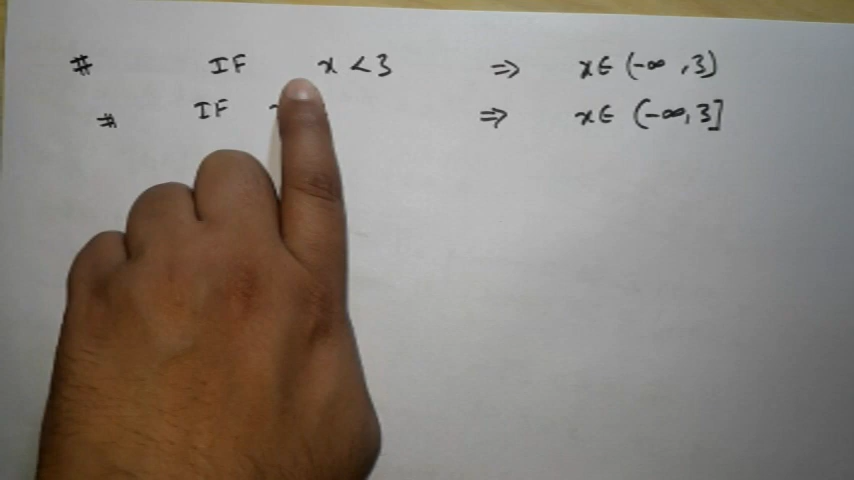 # IF x < 3 ⇒ x ∈ (-∞ , 3)
# IF ⇒ x ∈ (-∞, 3]